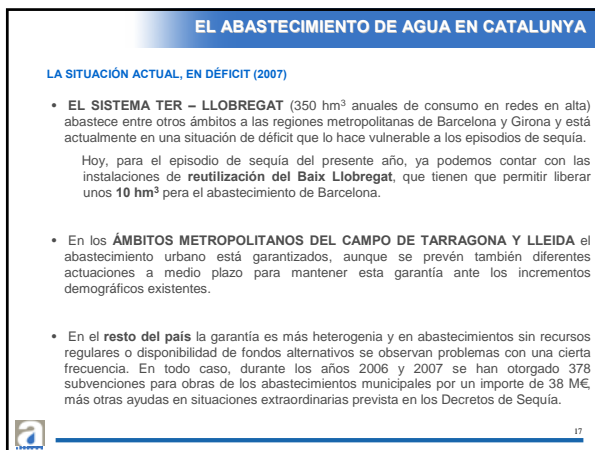 EL ABASTECIMIENTO DE AGUA EN CATALUNYA
LA SITUACIÓN ACTUAL, EN DÉFICIT (2007)
• EL SISTEMA TER – LLOBREGAT (350 hm³ anuales de consumo en redes en alta)
abastece entre otros ámbitos a las regiones metropolitanas de Barcelona y Girona y está
actualmente en una situación de déficit que lo hace vulnerable a los episodios de sequía.
Hoy, para el episodio de sequía del presente año, ya podemos contar con las
instalaciones de reutilización del Baix Llobregat, que tienen que permitir liberar
unos 10 hm³ pera el abastecimiento de Barcelona.
• En los ÁMBITOS METROPOLITANOS DEL CAMPO DE TARRAGONA Y LLEIDA el
abastecimiento urbano está garantizados, aunque se prevén también diferentes
actuaciones a medio plazo para mantener esta garantía ante los incrementos
demográficos existentes.
• En el resto del país la garantía es más heterogenia y en abastecimientos sin recursos
regulares o disponibilidad de fondos alternativos se observan problemas con una cierta
frecuencia. En todo caso, durante los años 2006 y 2007 se han otorgado 378
subvenciones para obras de los abastecimientos municipales por un importe de 38 M€,
más otras ayudas en situaciones extraordinarias prevista en los Decretos de Sequía.
17